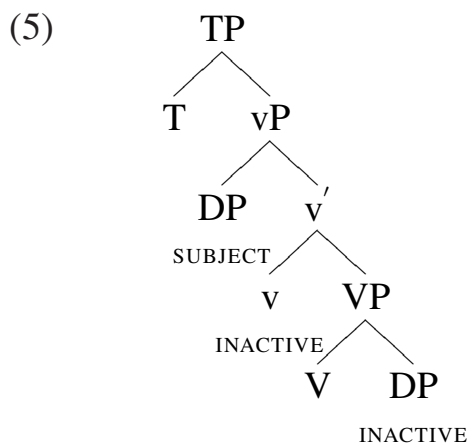 (5) TP
T vP
DP v′
SUBJECT
v VP
INACTIVE
V DP
INACTIVE